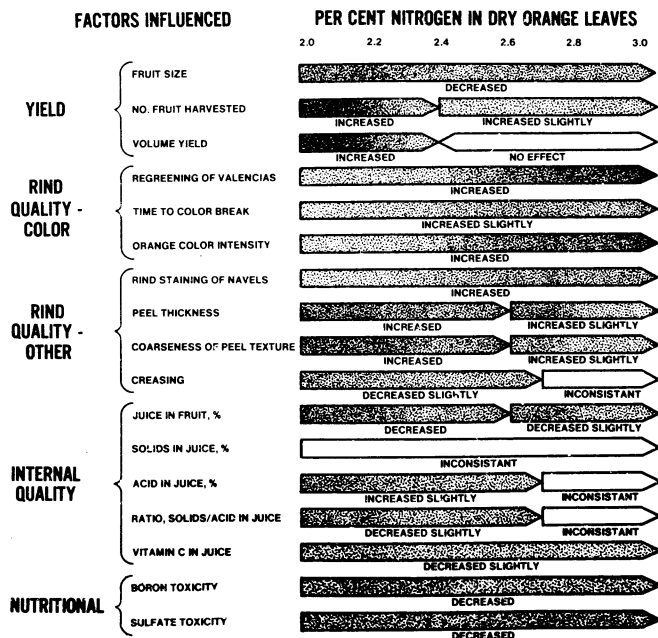 FACTORS INFLUENCED
PER CENT NITROGEN IN DRY ORANGE LEAVES
2.0 2.2 2.4 2.6 2.8 3.0
YIELD
FRUIT SIZE
DECREASED
NO. FRUIT HARVESTED
INCREASED INCREASED SLIGHTLY
VOLUME YIELD
INCREASED NO EFFECT
RIND
QUALITY -
COLOR
REGREENING OF VALENCIAS
INCREASED
TIME TO COLOR BREAK
INCREASED SLIGHTLY
ORANGE COLOR INTENSITY
INCREASED
RIND
QUALITY -
OTHER
RIND STAINING OF NAVELS
INCREASED
PEEL THICKNESS
INCREASED INCREASED SLIGHTLY
COARSENESS OF PEEL TEXTURE
INCREASED INCREASED SLIGHTLY
CREASING
DECREASED SLIGHTLY INCONSISTANT
INTERNAL
QUALITY
JUICE IN FRUIT, %
DECREASED DECREASED SLIGHTLY
SOLIDS IN JUICE, %
INCONSISTANT
ACID IN JUICE, %
INCREASED SLIGHTLY INCONSISTANT
RATIO, SOLIDS/ACID IN JUICE
DECREASED SLIGHTLY INCONSISTANT
VITAMIN C IN JUICE
DECREASED SLIGHTLY
NUTRITIONAL
BORON TOXICITY
DECREASED
SULFATE TOXICITY
DECREASED